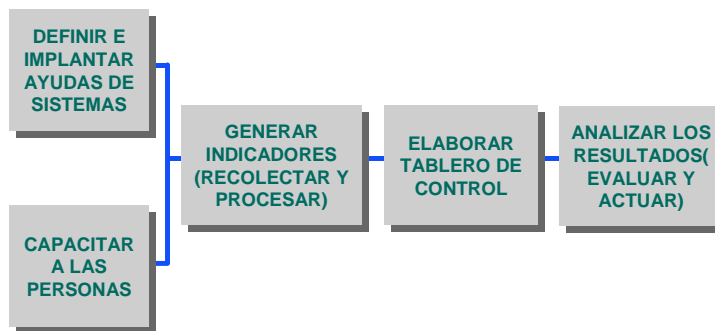 DEFINIR E
IMPLANTAR
AYUDAS DE
SISTEMAS
CAPACITAR
A LAS
PERSONAS
GENERAR
INDICADORES
(RECOLECTAR Y
PROCESAR)
ELABORAR
TABLERO DE
CONTROL
ANALIZAR LOS
RESULTADOS(
EVALUAR Y
ACTUAR)